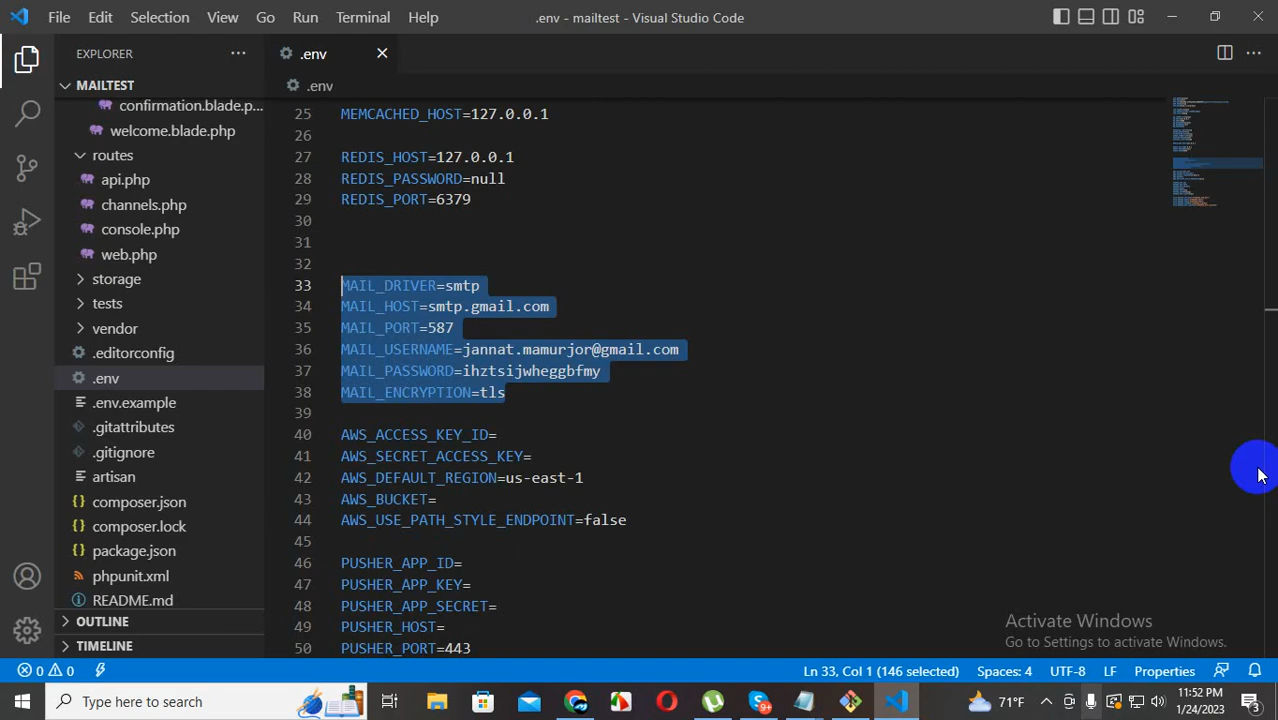 File Edit Selection View Go Run Terminal Help .env - mailtest - Visual Studio Code
EXPLORER ··· .env
MAILTEST .env
confirmation.blade.p...
welcome.blade.php
routes
api.php
channels.php
console.php
web.php
storage
tests
vendor
.editorconfig
.env
.env.example
.gitattributes
.gitignore
artisan
composer.json
composer.lock
package.json
phpunit.xml
README.md
OUTLINE
TIMELINE
25 MEMCACHED_HOST=127.0.0.1
26
27 REDIS_HOST=127.0.0.1
28 REDIS_PASSWORD=null
29 REDIS_PORT=6379
30
31
32
33 MAIL_DRIVER=smtp
34 MAIL_HOST=smtp.gmail.com
35 MAIL_PORT=587
36 MAIL_USERNAME=jannat.mamurjor@gmail.com
37 MAIL_PASSWORD=ihztsijwheggbfmy
38 MAIL_ENCRYPTION=tls
39
40 AWS_ACCESS_KEY_ID=
41 AWS_SECRET_ACCESS_KEY=
42 AWS_DEFAULT_REGION=us-east-1
43 AWS_BUCKET=
44 AWS_USE_PATH_STYLE_ENDPOINT=false
45
46 PUSHER_APP_ID=
47 PUSHER_APP_KEY=
48 PUSHER_APP_SECRET=
49 PUSHER_HOST=
50 PUSHER_PORT=443
Activate Windows
Go to Settings to activate Windows.
0 0 Ln 33, Col 1 (146 selected) Spaces: 4 UTF-8 LF Properties
Type here to search 71°F 11:52 PM
1/24/2023 3